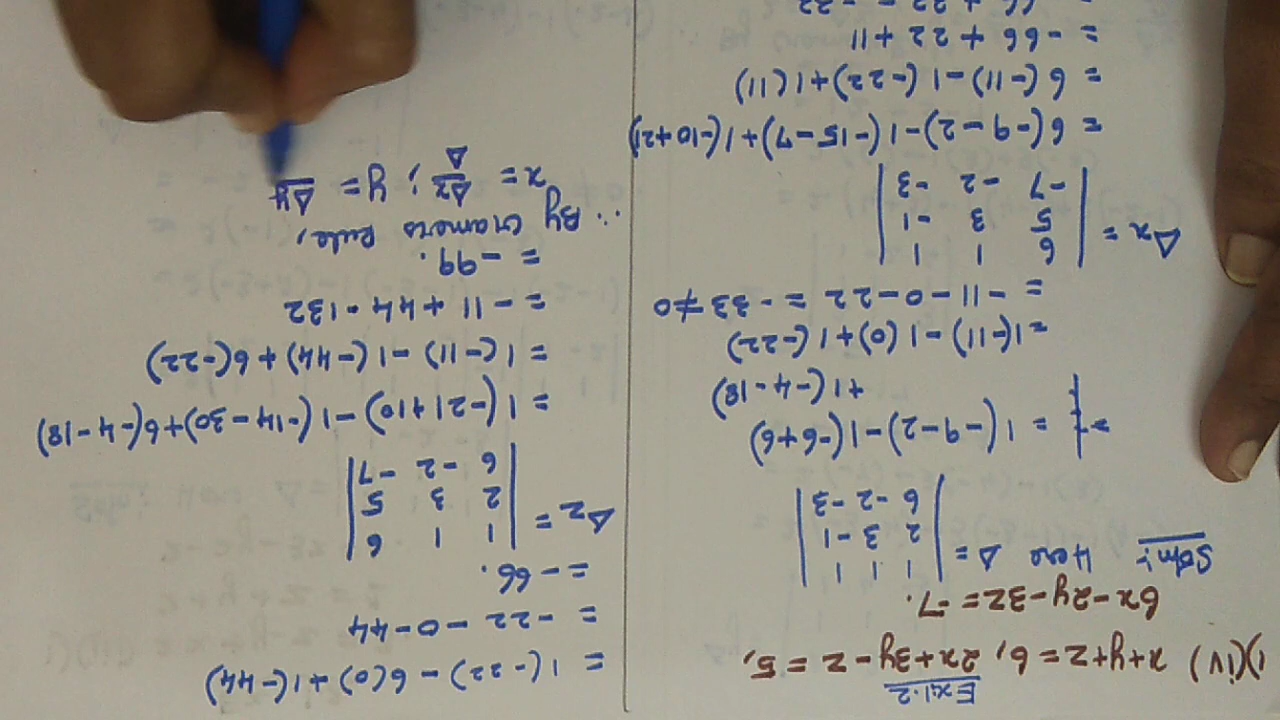 Ex:1.2
1)(iv) x+y+z = 6, 2x+3y-z = 5,
6x-2y-3z = -7.
Soln: Here Δ = | 1 1 1
2 3 -1
6 -2 -3 |
= 1(-9-2)-1(-6+6)
+1(-4-18)
= 1(-11)-1(0)+1(-22)
= -11-0-22 = -33 ≠ 0
Δx = | 6 1 1
5 3 -1
-7 -2 -3 |
= 6(-9-2)-1(-15-7)+1(-10+21)
= 6(-11)-1(-22)+1(11)
= -66+22+11
= 1(-22)-6(0)+1(-44)
= -22-0-44
= -66.
Δz = | 1 1 6
2 3 5
6 -2 -7 |
= 1(-21+10)-1(-14-30)+6(-4-18)
= 1(-11)-1(-44)+6(-22)
= -11+44-132
= -99.
∴ By cramers rule,
x = Δx/Δ ; y = Δy